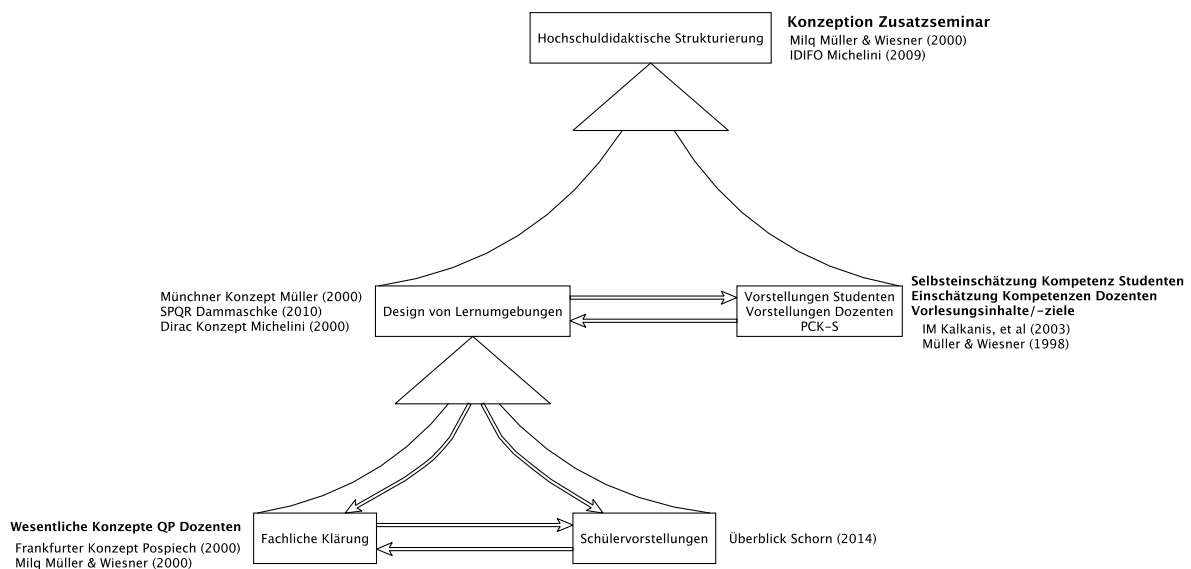 Hochschuldidaktische Strukturierung
Konzeption Zusatzseminar
Milq Müller & Wiesner (2000)
IDIFO Michelini (2009)
Münchner Konzept Müller (2000)
SPQR Dammaschke (2010)
Dirac Konzept Michelini (2000)
Design von Lernumgebungen
Vorstellungen Studenten
Vorstellungen Dozenten
PCK-S
Selbsteinschätzung Kompetenz Studenten
Einschätzung Kompetenzen Dozenten
Vorlesungsinhalte/-ziele
IM Kalkanis, et al (2003)
Müller & Wiesner (1998)
Wesentliche Konzepte QP Dozenten
Frankfurter Konzept Pospiech (2000)
Milq Müller & Wiesner (2000)
Fachliche Klärung
Schülervorstellungen
Überblick Schorn (2014)